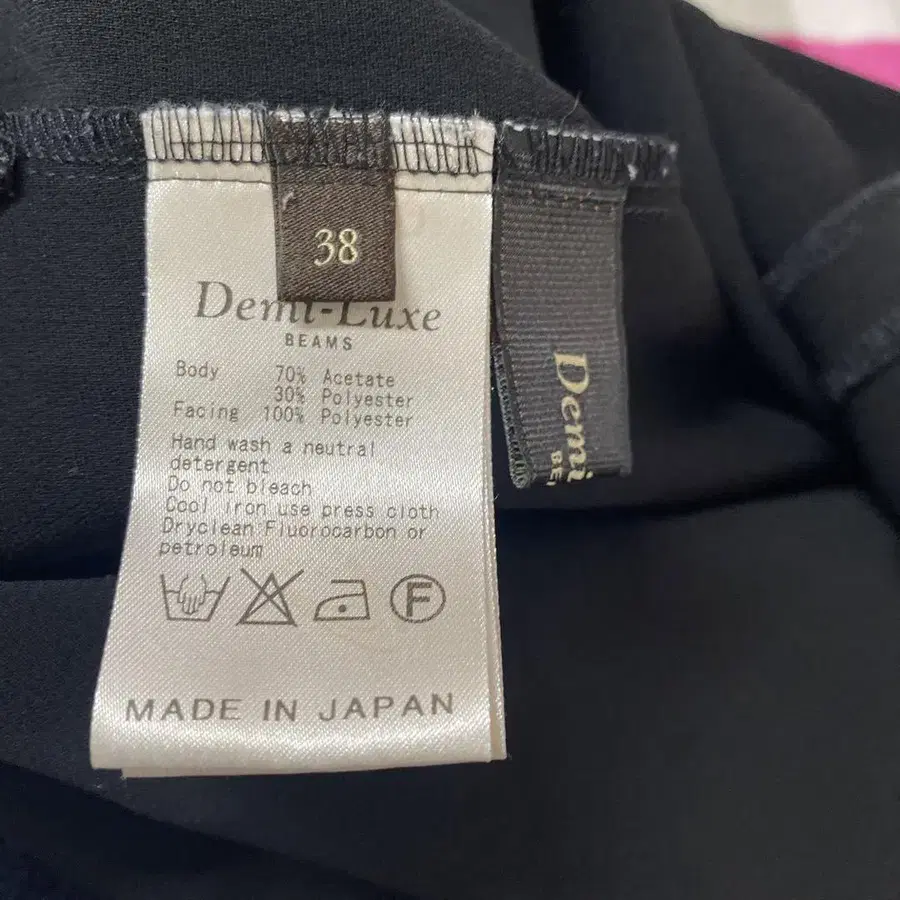 38
Demi-Luxe
BEAMS
Body 70% Acetate
30% Polyester
Facing 100% Polyester
Hand wash a neutral
detergent
Do not bleach
Cool iron use press cloth
Dryclean Fluorocarbon or
petroleum
F
MADE IN JAPAN
Demi
BE